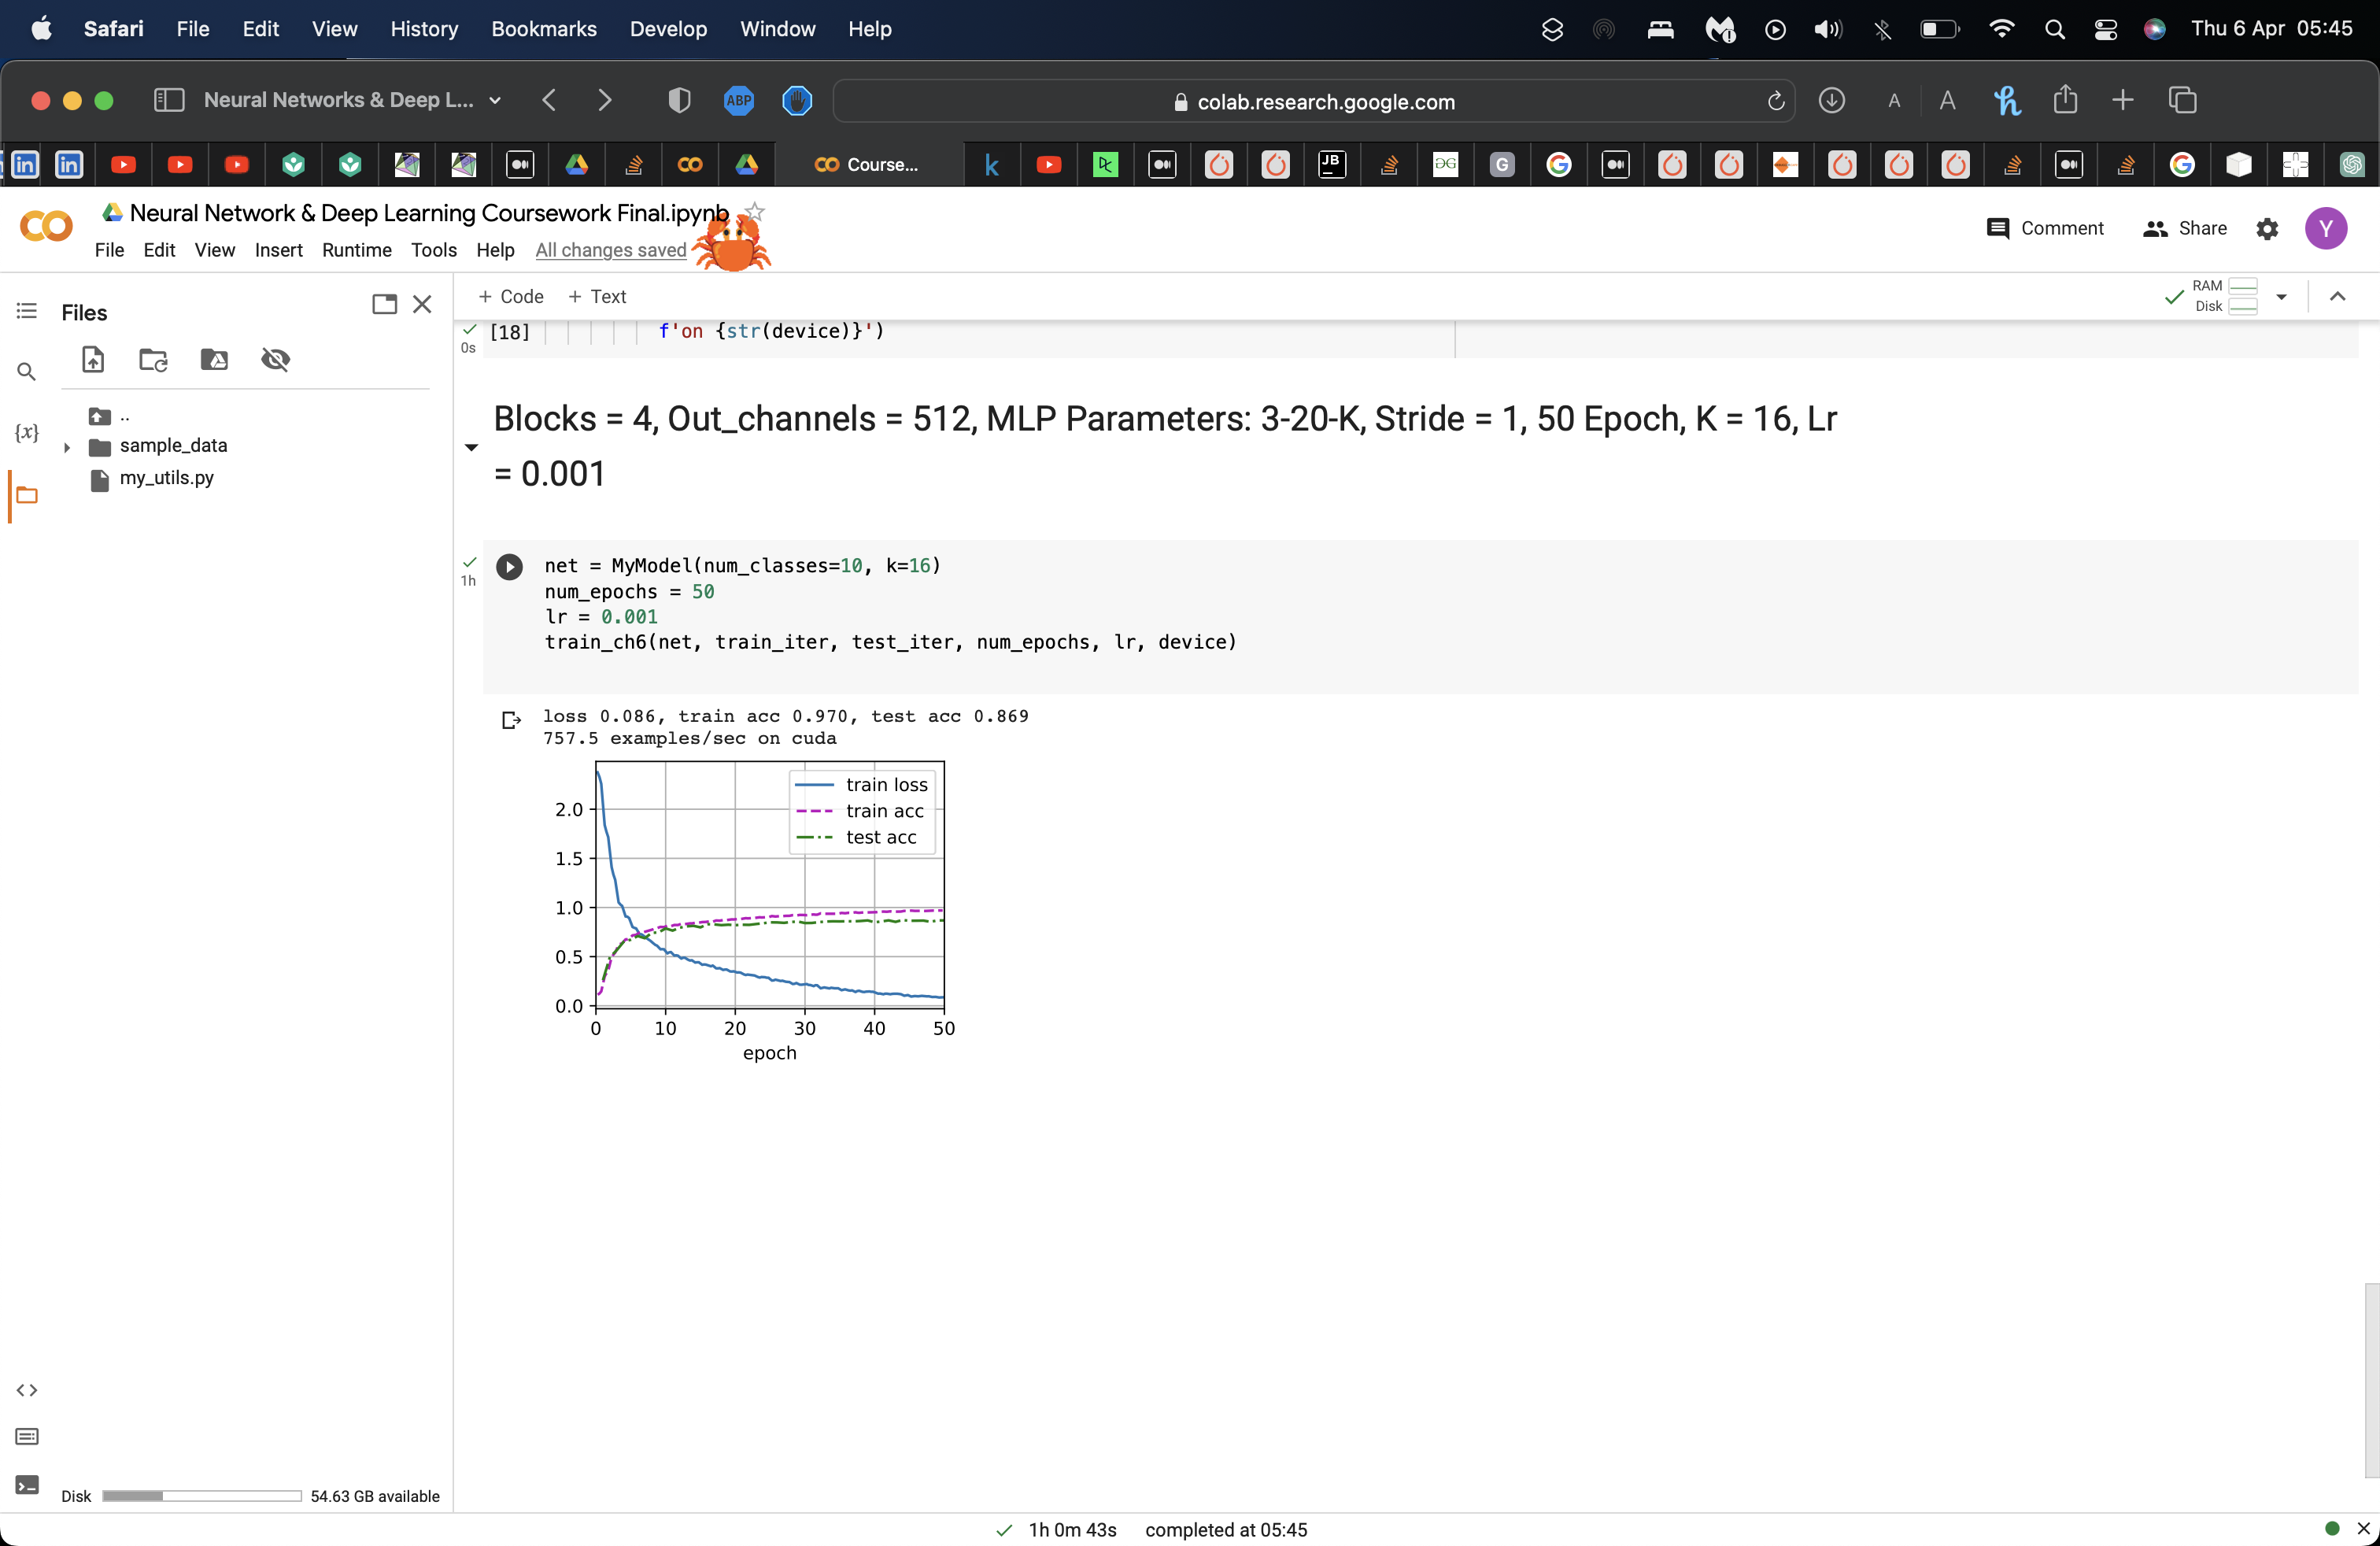 Safari File Edit View History Bookmarks Develop Window Help Thu 6 Apr 05:45
Neural Networks & Deep L... ABP colab.research.google.com A A
in in Course... k JB GG G
Neural Network & Deep Learning Coursework Final.ipynb
File Edit View Insert Runtime Tools Help All changes saved
Comment Share Y
Files
+ Code + Text
RAM
Disk
..
sample_data
my_utils.py
{x}
[18] f'on {str(device)}')
0s
Blocks = 4, Out_channels = 512, MLP Parameters: 3-20-K, Stride = 1, 50 Epoch, K = 16, Lr
= 0.001
1h
net = MyModel(num_classes=10, k=16)
num_epochs = 50
lr = 0.001
train_ch6(net, train_iter, test_iter, num_epochs, lr, device)
loss 0.086, train acc 0.970, test acc 0.869
757.5 examples/sec on cuda
train loss
train acc
test acc
2.0
1.5
1.0
0.5
0.0
0 10 20 30 40 50
epoch
Disk 54.63 GB available
1h 0m 43s completed at 05:45